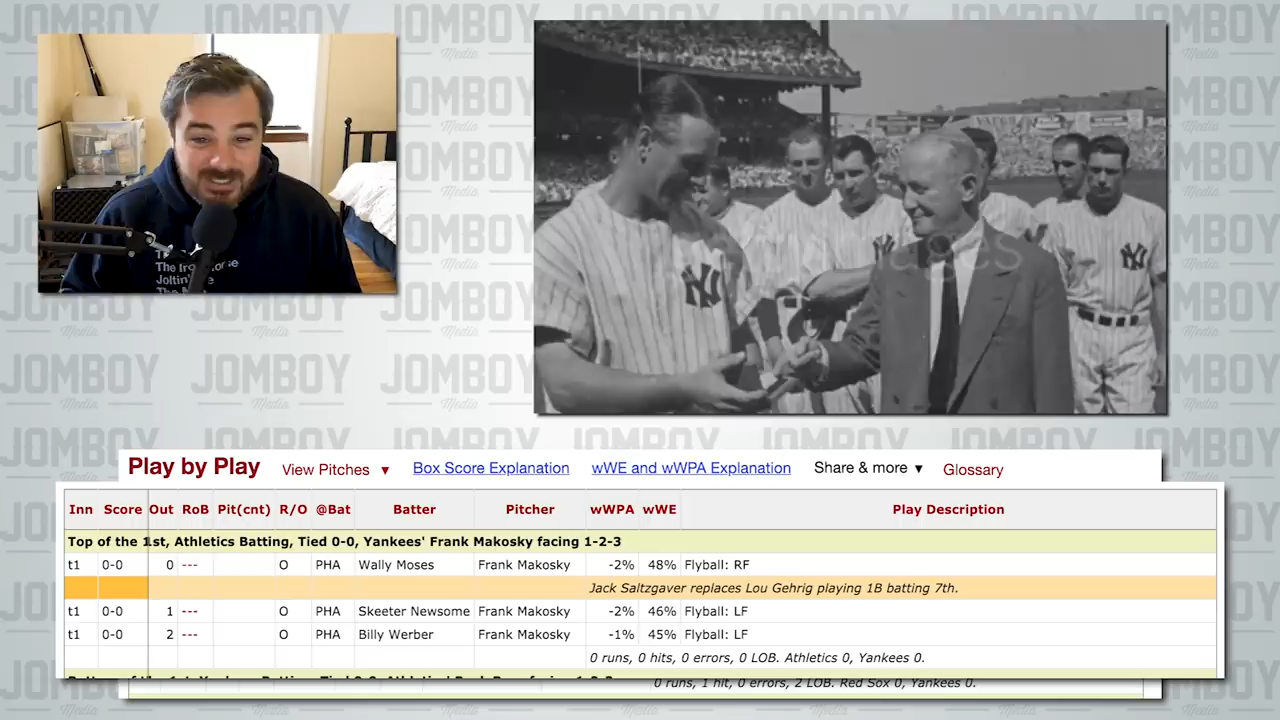 JOMBOY
Media
The Iro
Joltin'
NY
NY
NY
Play by Play View Pitches ▼ Box Score Explanation wWE and wWPA Explanation Share & more ▼ Glossary
Inn Score Out RoB Pit(cnt) R/O @Bat Batter Pitcher wWPA wWE Play Description
Top of the 1st, Athletics Batting, Tied 0-0, Yankees' Frank Makosky facing 1-2-3
t1 0-0 0 --- O PHA Wally Moses Frank Makosky -2% 48% Flyball: RF
Jack Saltzgaver replaces Lou Gehrig playing 1B batting 7th.
t1 0-0 1 --- O PHA Skeeter Newsome Frank Makosky -2% 46% Flyball: LF
t1 0-0 2 --- O PHA Billy Werber Frank Makosky -1% 45% Flyball: LF
0 runs, 0 hits, 0 errors, 0 LOB. Athletics 0, Yankees 0.
0 runs, 1 hit, 0 errors, 2 LOB. Red Sox 0, Yankees 0.